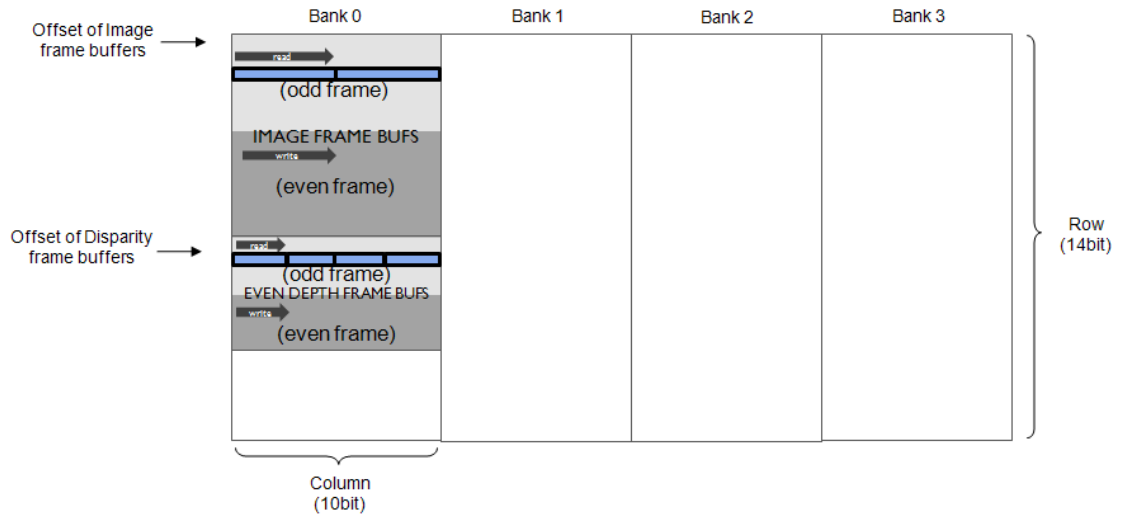 Bank 0
Bank 1
Bank 2
Bank 3
Offset of Image
frame buffers
read
(odd frame)
IMAGE FRAME BUFS
write
(even frame)
Offset of Disparity
frame buffers
read
(odd frame)
EVEN DEPTH FRAME BUFS
write
(even frame)
Row
(14bit)
Column
(10bit)